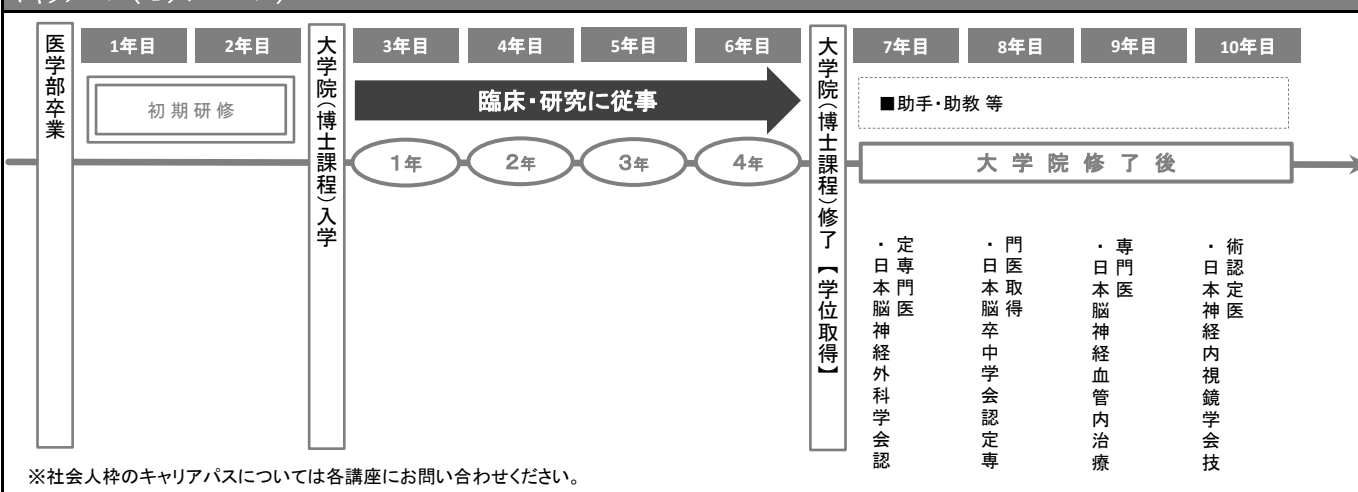 医学部卒業
1年目
2年目
初期研修
大学院(博士課程)入学
3年目
4年目
5年目
6年目
臨床・研究に従事
1年
2年
3年
4年
大学院(博士課程)修了【学位取得】
7年目
8年目
9年目
10年目
■助手・助教 等
大学院修了後
・日本脳神経外科学会認
定専門医
・日本脳卒中学会認定専
門医取得
・日本脳神経血管内治療
専門医
・日本神経内視鏡学会技
術認定医
※社会人枠のキャリアパスについては各講座にお問い合わせください。